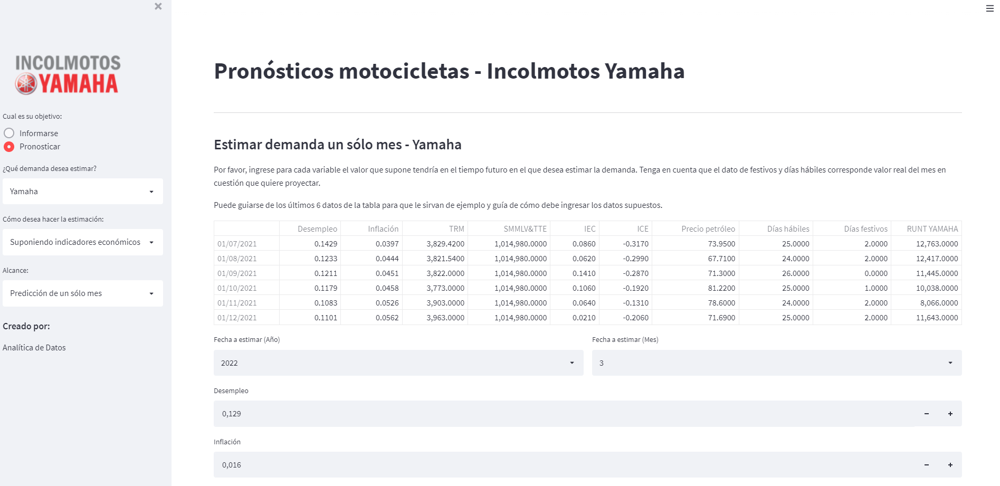 INCOLMOTOS
YAMAHA
Cual es su objetivo:
Informarse
Pronosticar
¿Qué demanda desea estimar?
Yamaha
Cómo desea hacer la estimación:
Suponiendo indicadores económicos
Alcance:
Predicción de un sólo mes
Creado por:
Analítica de Datos
Pronósticos motocicletas - Incolmotos Yamaha
Estimar demanda un sólo mes - Yamaha
Por favor, ingrese para cada variable el valor que supone tendría en el tiempo futuro en el que desea estimar la demanda. Tenga en cuenta que el dato de festivos y días hábiles corresponde valor real del mes en
cuestión que quiere proyectar.
Puede guiarse de los últimos 6 datos de la tabla para que le sirvan de ejemplo y guía de cómo debe ingresar los datos supuestos.
Desempleo Inflación TRM SMMLV&TTE IEC ICE Precio petróleo Días hábiles Días festivos RUNT YAMAHA
01/07/2021 0.1429 0.0397 3,829.4200 1,014,980.0000 0.0860 -0.3170 73.9500 25.0000 2.0000 12,763.0000
01/08/2021 0.1233 0.0444 3,821.5400 1,014,980.0000 0.0620 -0.2990 67.7100 24.0000 2.0000 12,417.0000
01/09/2021 0.1211 0.0451 3,822.0000 1,014,980.0000 0.1410 -0.2870 71.3000 26.0000 0.0000 11,445.0000
01/10/2021 0.1179 0.0458 3,773.0000 1,014,980.0000 0.1060 -0.1920 81.2200 25.0000 1.0000 10,038.0000
01/11/2021 0.1083 0.0526 3,903.0000 1,014,980.0000 0.0640 -0.1310 78.6000 24.0000 2.0000 8,066.0000
01/12/2021 0.1101 0.0562 3,963.0000 1,014,980.0000 0.0210 -0.2060 71.6900 25.0000 2.0000 11,643.0000
Fecha a estimar (Año) Fecha a estimar (Mes)
2022 3
Desempleo
0,129
Inflación
0,016